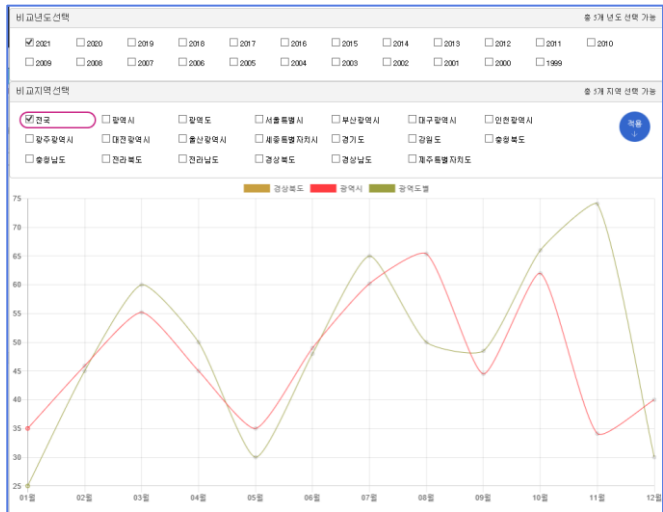 비교년도선택 총 5개 년도 선택 가능
2021 2020 2019 2018 2017 2016 2015 2014 2013 2012 2011 2010
2009 2008 2007 2006 2005 2004 2003 2002 2001 2000 1999
비교지역선택 총 5개 지역 선택 가능
전국 광역시 광역도 서울특별시 부산광역시 대구광역시 인천광역시
광주광역시 대전광역시 울산광역시 세종특별자치시 경기도 강원도 충청북도
적용
↓
충청남도 전라북도 전라남도 경상북도 경상남도 제주특별자치도
경상북도 광역시 광역도별
75
70
65
60
55
50
45
40
35
30
25
01월 02월 03월 04월 05월 06월 07월 08월 09월 10월 11월 12월